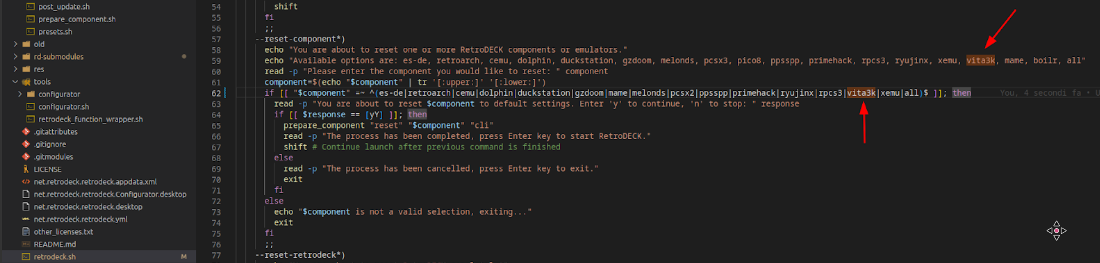 post_update.sh
prepare_component.sh
presets.sh
old
rd-submodules
res
tools
configurator
configurator.sh
retrodeck_function_wrapper.sh
.gitattributes
.gitignore
.gitmodules
LICENSE
net.retrodeck.retrodeck.appdata.xml
net.retrodeck.retrodeck.Configurator.desktop
net.retrodeck.retrodeck.desktop
net.retrodeck.retrodeck.yml
other_licenses.txt
README.md
retrodeck.sh M
54 shift
55 fi
56 ;;
57 --reset-component*)
58 echo "You are about to reset one or more RetroDECK components or emulators."
59 echo "Available options are: es-de, retroarch, cemu, dolphin, duckstation, gzdoom, melonds, pcsx3, pico8, ppsspp, primehack, rpcs3, ryujinx, xemu, vita3k, mame, boilr, all"
60 read -p "Please enter the component you would like to reset: " component
61 component=$(echo "$component" | tr '[:upper:]' '[:lower:]')
62 if [[ "$component" =~ ^(es-de|retroarch|cemu|dolphin|duckstation|gzdoom|mame|melonds|pcsx2|ppsspp|primehack|ryujinx|rpcs3|vita3k|xemu|all)$ ]]; then You, 4 secondi fa • U
63 read -p "You are about to reset $component to default settings. Enter 'y' to continue, 'n' to stop: " response
64 if [[ $response == [yY] ]]; then
65 prepare_component "reset" "$component" "cli"
66 read -p "The process has been completed, press Enter key to start RetroDECK."
67 shift # Continue launch after previous command is finished
68 else
69 read -p "The process has been cancelled, press Enter key to exit."
70 exit
71 fi
72 else
73 echo "$component is not a valid selection, exiting..."
74 exit
75 fi
76 ;;
77 --reset-retrodeck*)